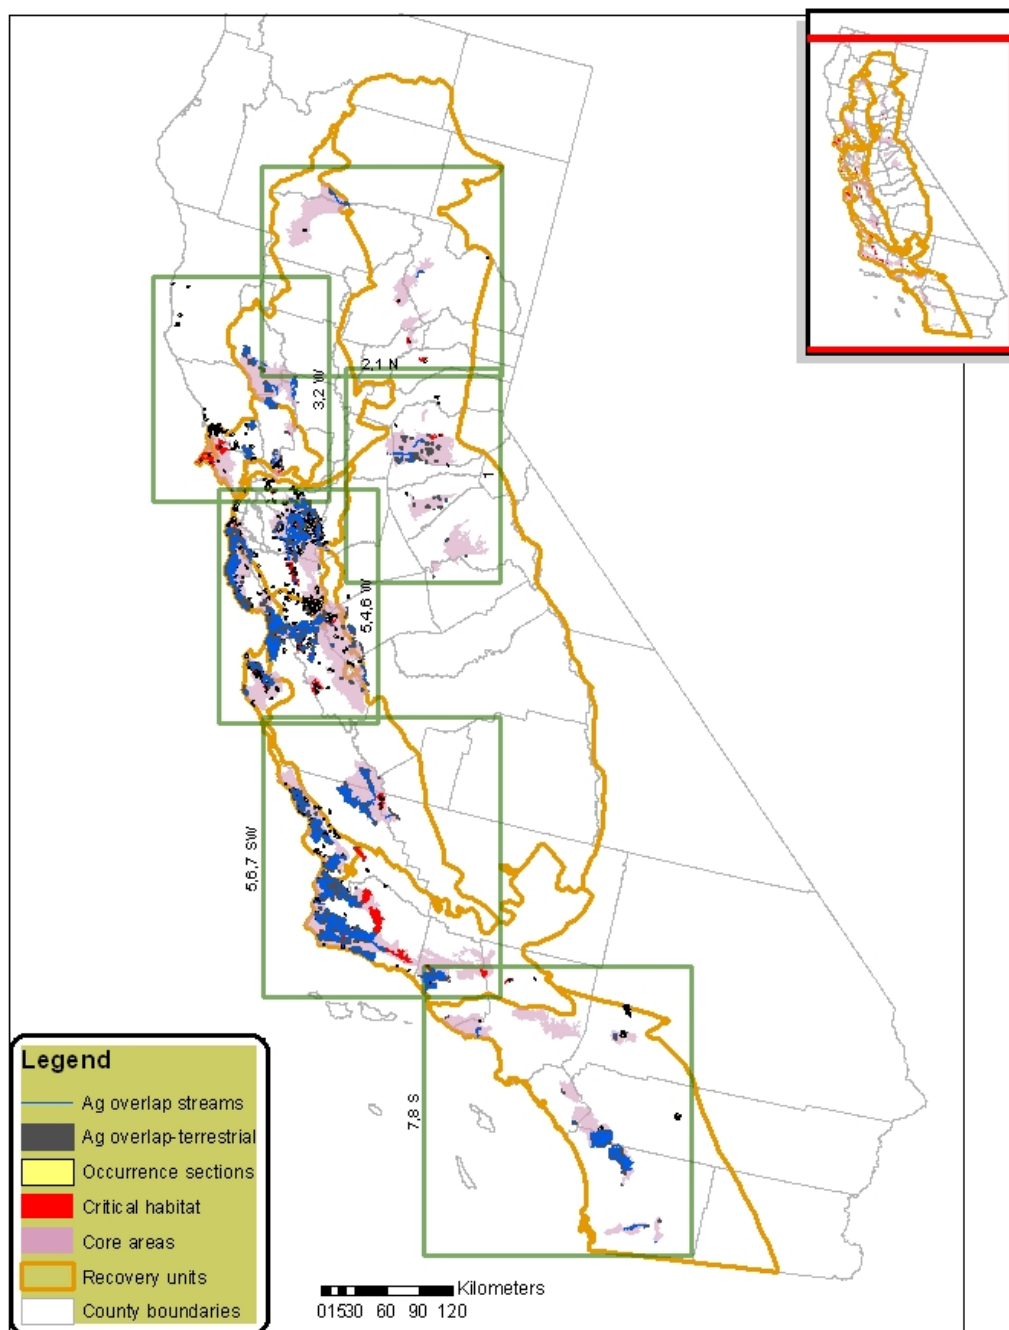 2,1 N
3,2 W
1
5,4,6 W
5,6,7 SW
7,8 S
Legend
Ag overlap streams
Ag overlap-terrestrial
Occurrence sections
Critical habitat
Core areas
Recovery units
County boundaries
Kilometers
01530 60 90 120